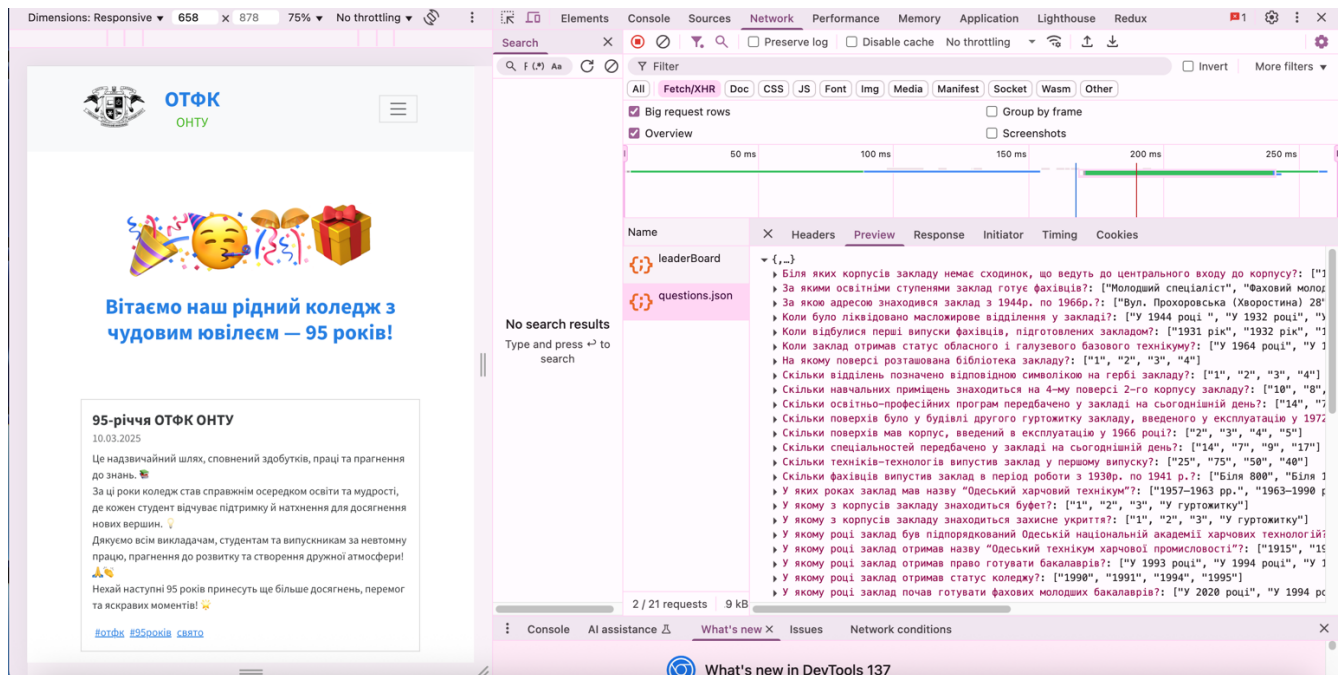 Dimensions: Responsive ▼ 658 x 878 75% ▼ No throttling ▼
Elements Console Sources Network Performance Memory Application Lighthouse Redux 1
Search
Preserve log Disable cache No throttling
(.*) Aa
Filter
Invert More filters ▼
All Fetch/XHR Doc CSS JS Font Img Media Manifest Socket Wasm Other
Big request rows
Group by frame
Overview
Screenshots
50 ms 100 ms 150 ms 200 ms 250 ms
ОТФК
ОНТУ
Вітаємо наш рідний коледж з
чудовим ювілеєм — 95 років!
95-річчя ОТФК ОНТУ
10.03.2025
Це надзвичайний шлях, сповнений здобутків, праці та прагнення
до знань.
За ці роки коледж став справжнім осередком освіти та мудрості,
де кожен студент відчуває підтримку й натхнення для досягнення
нових вершин.
Дякуємо всім викладачам, студентам та випускникам за невтомну
працю, прагнення до розвитку та створення дружної атмосфери!
Нехай наступні 95 років принесуть ще більше досягнень, перемог
та яскравих моментів!
#отфк #95років свято
No search results
Type and press ↩ to
search
Name
leaderBoard
questions.json
2 / 21 requests 9 kB
Headers Preview Response Initiator Timing Cookies
▼ {,…}
Біля яких корпусів закладу немає сходинок, що ведуть до центрального входу до корпусу?: ["1
За якими освітніми ступенями заклад готує фахівців?: ["Молодший спеціаліст", "Фаховий молод
За якою адресою знаходився заклад з 1944р. по 1966р.?: ["Вул. Прохоровська (Хворостина) 28"
Коли було ліквідовано масложирове відділення у закладі?: ["У 1944 році ", "У 1932 році", "У
Коли відбулися перші випуски фахівців, підготовлених закладом?: ["1931 рік", "1932 рік", "1
Коли заклад отримав статус обласного і галузевого базового технікуму?: ["У 1964 році", "У 1
На якому поверсі розташована бібліотека закладу?: ["1", "2", "3", "4"]
Скільки відділень позначено відповідною символікою на гербі закладу?: ["1", "2", "3", "4"]
Скільки навчальних приміщень знаходиться на 4-му поверсі 2-го корпусу закладу?: ["10", "8",
Скільки освітньо-професійних програм передбачено у закладі на сьогоднішній день?: ["14", "7
Скільки поверхів було у будівлі другого гуртожитку закладу, введеного у експлуатацію у 1972
Скільки поверхів мав корпус, введений в експлуатацію у 1966 році?: ["2", "3", "4", "5"]
Скільки спеціальностей передбачено у закладі на сьогоднішній день?: ["14", "7", "9", "17"]
Скільки техніків-технологів випустив заклад у першому випуску?: ["25", "75", "50", "40"]
Скільки фахівців випустив заклад в період роботи з 1930р. по 1941 р.?: ["Біля 800", "Біля 1
У яких роках заклад мав назву “Одеський харчовий технікум”?: ["1957–1963 рр.", "1963–1990 р
У якому з корпусів закладу знаходиться буфет?: ["1", "2", "3", "У гуртожитку"]
У якому з корпусів закладу знаходиться захисне укриття?: ["1", "2", "3", "У гуртожитку"]
У якому році заклад був підпорядкований Одеській національній академії харчових технологій?
У якому році заклад отримав назву “Одеський технікум харчової промисловості”?: ["1915", "19
У якому році заклад отримав право готувати бакалаврів?: ["У 1993 році", "У 1994 році", "У 1
У якому році заклад отримав статус коледжу?: ["1990", "1991", "1994", "1995"]
У якому році заклад почав готувати фахових молодших бакалаврів?: ["У 2020 році", "У 1994 ро
Console AI assistance What's new Issues Network conditions
What's new in DevTools 137